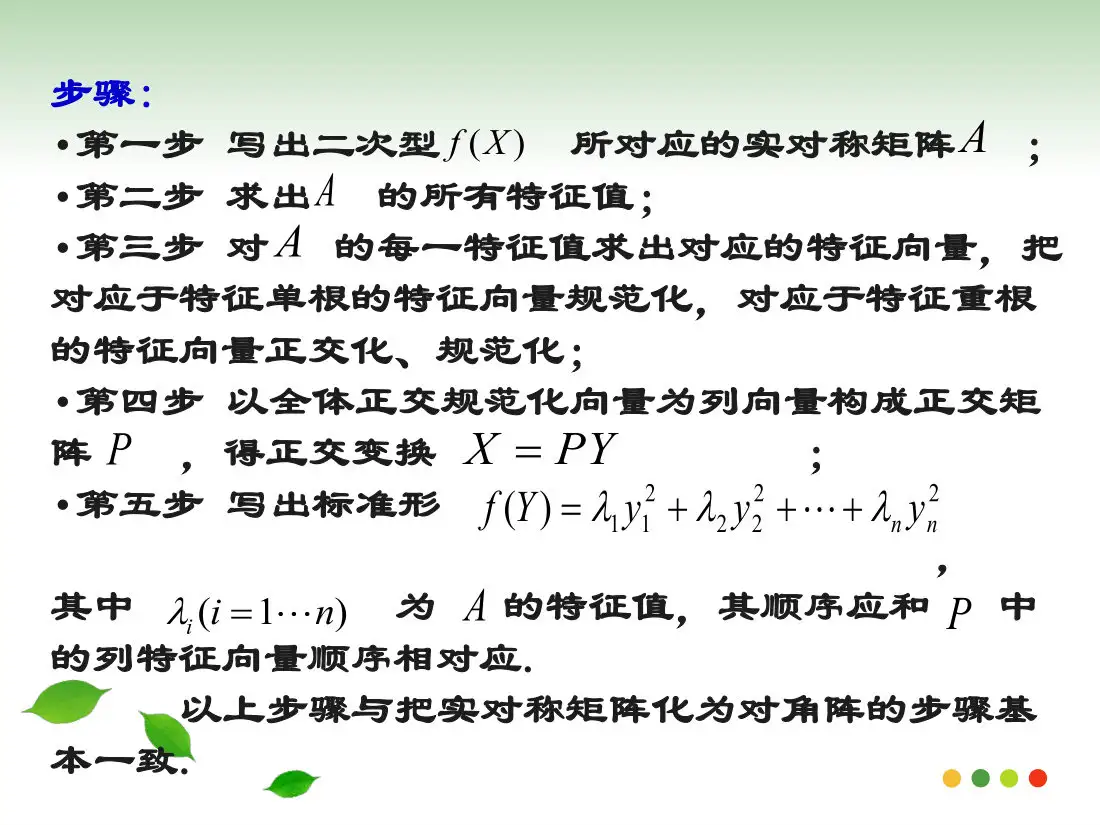 步骤：
•第一步 写出二次型 f(X) 所对应的实对称矩阵 A ；
•第二步 求出 A 的所有特征值；
•第三步 对 A 的每一特征值求出对应的特征向量，把
对应于特征单根的特征向量规范化，对应于特征重根
的特征向量正交化、规范化；
•第四步 以全体正交规范化向量为列向量构成正交矩
阵 P ，得正交变换 X = PY ；
•第五步 写出标准形 f(Y) = λ₁y₁² + λ₂y₂² + ⋯ + λₙyₙ²
，
其中 λᵢ(i = 1⋯n) 为 A 的特征值，其顺序应和 P 中
的列特征向量顺序相对应.
以上步骤与把实对称矩阵化为对角阵的步骤基
本一致.